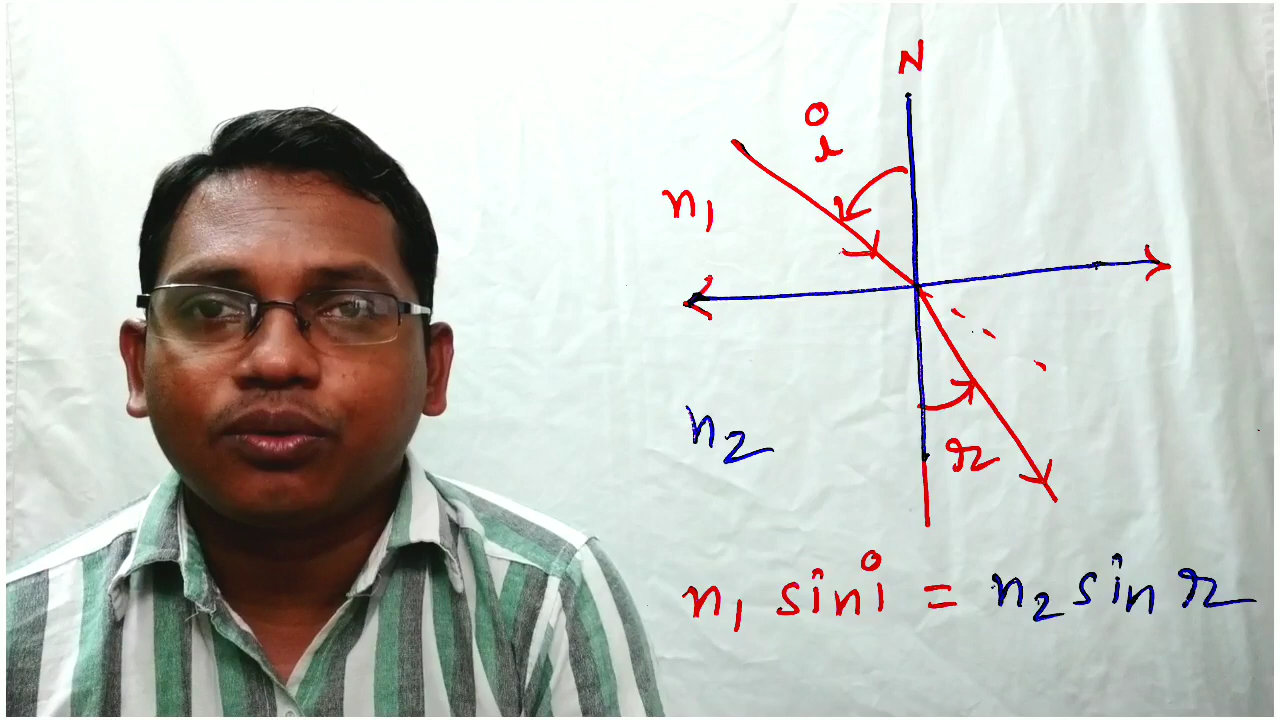 N
i
n₁
n₂
r
n₁ sin i = n₂ sin r